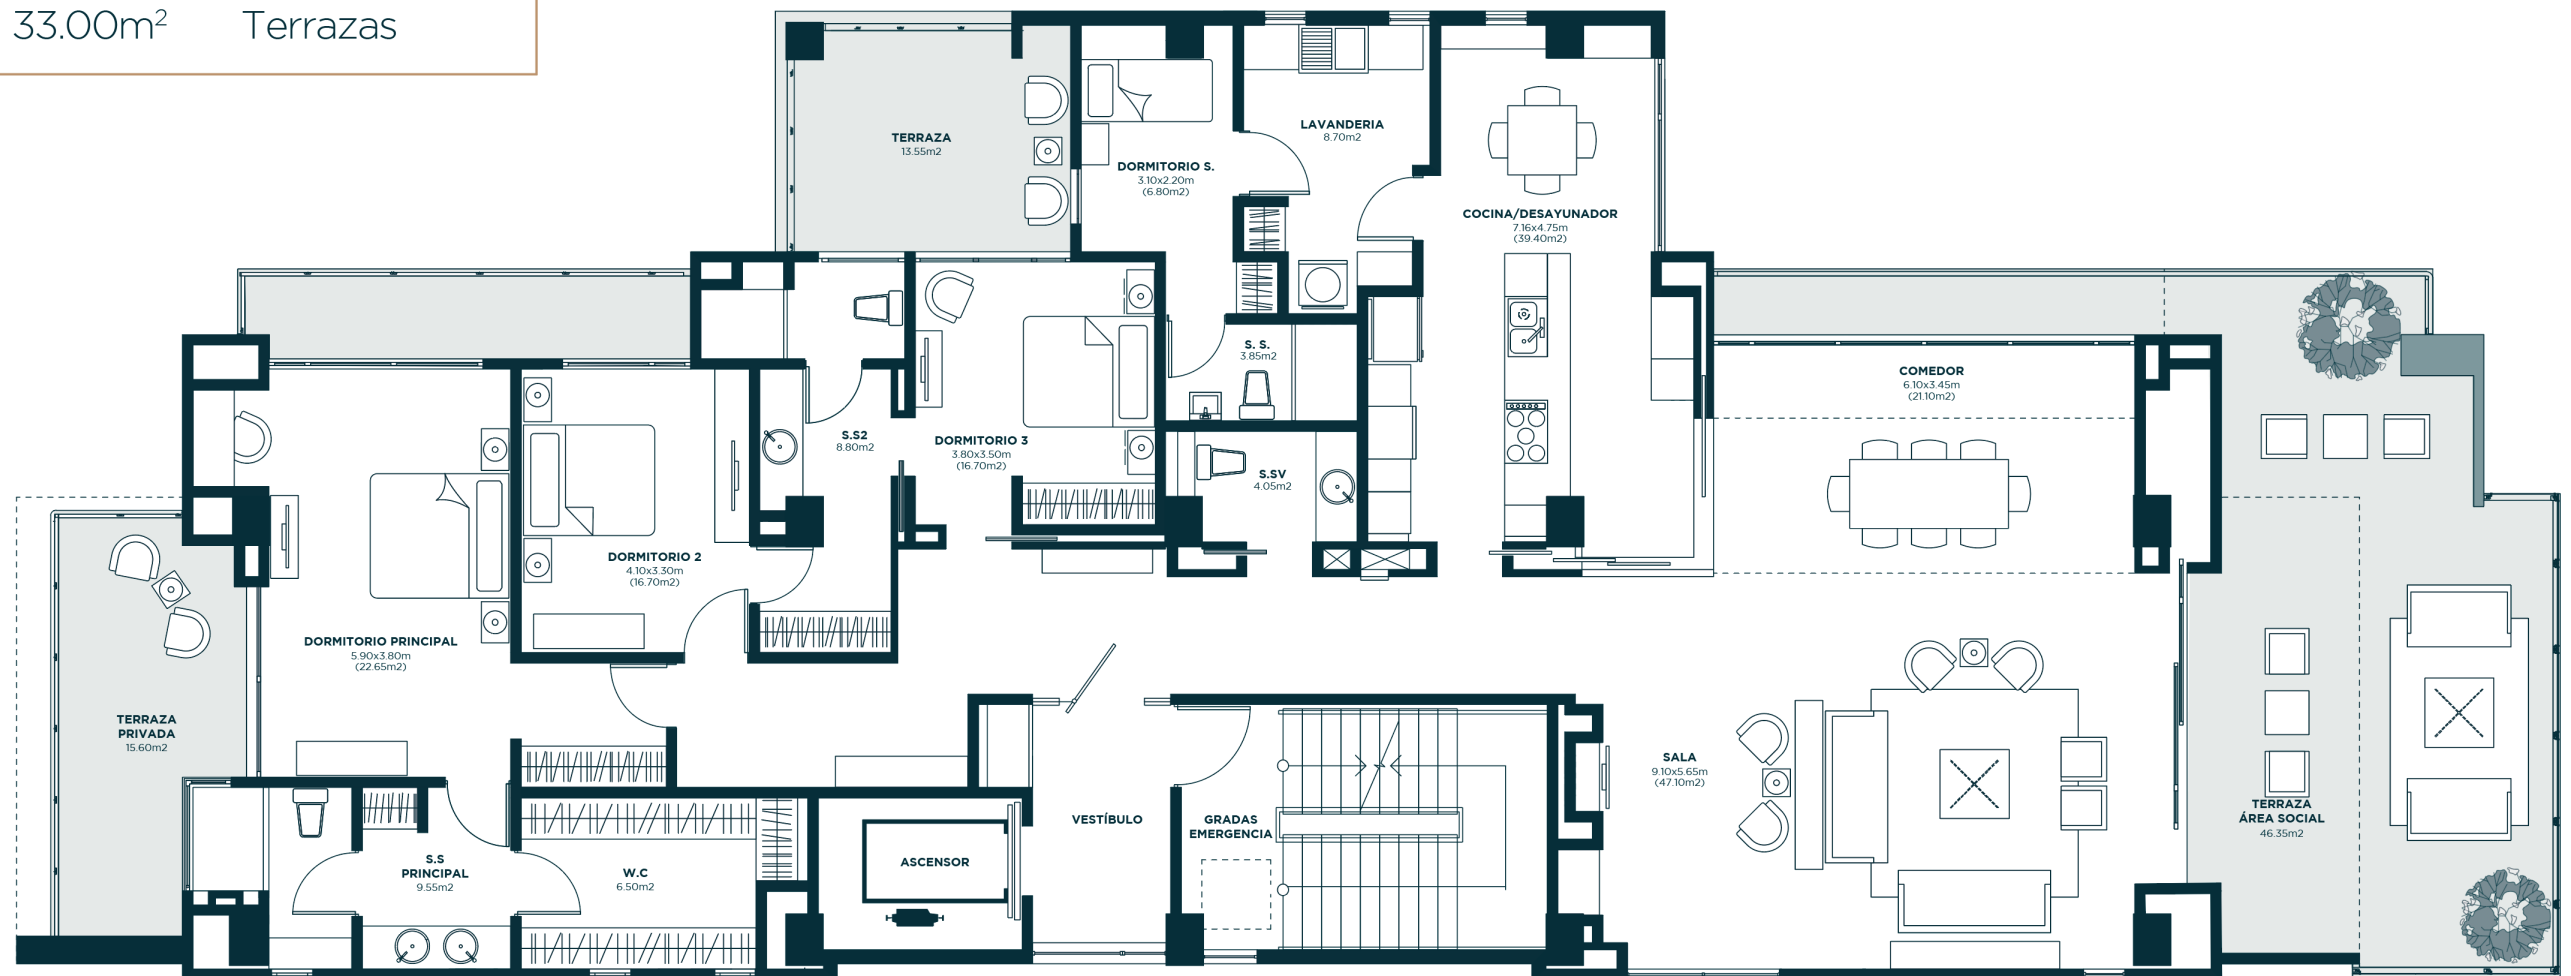 33.00m² Terrazas
TERRAZA
13.55m2
DORMITORIO S.
3.10x2.20m
(6.80m2)
LAVANDERIA
8.70m2
COCINA/DESAYUNADOR
7.16x4.75m
(39.40m2)
S. S.
3.85m2
COMEDOR
6.10x3.45m
(21.10m2)
S.S2
8.80m2
DORMITORIO 3
3.80x3.50m
(16.70m2)
S.SV
4.05m2
DORMITORIO 2
4.10x3.30m
(16.70m2)
DORMITORIO PRINCIPAL
5.90x3.80m
(22.65m2)
TERRAZA
PRIVADA
15.60m2
SALA
9.10x5.65m
(47.10m2)
TERRAZA
ÁREA SOCIAL
46.35m2
VESTÍBULO
GRADAS
EMERGENCIA
ASCENSOR
S.S
PRINCIPAL
9.55m2
W.C
6.50m2